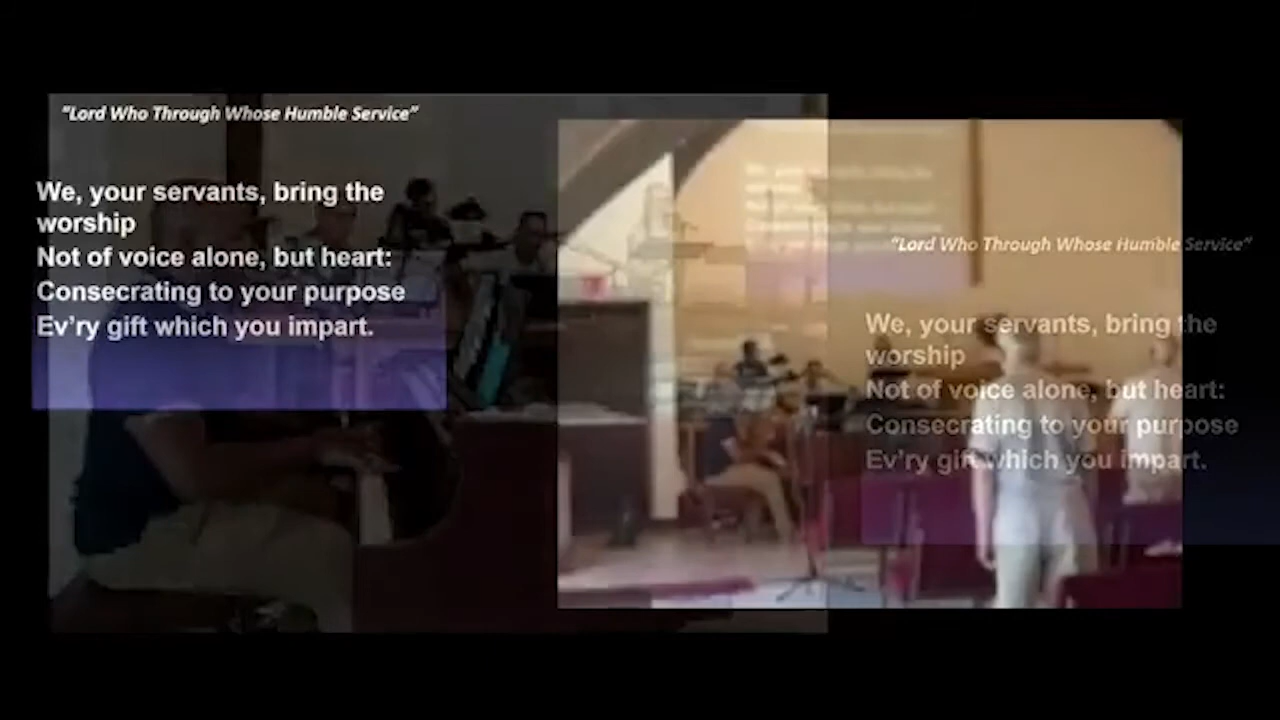 "Lord Who Through Whose Humble Service"
We, your servants, bring the
worship
Not of voice alone, but heart:
Consecrating to your purpose
Ev'ry gift which you impart.
"Lord Who Through Whose Humble Service"
We, your servants, bring the
worship
Not of voice alone, but heart:
Consecrating to your purpose
Ev'ry gift which you impart.